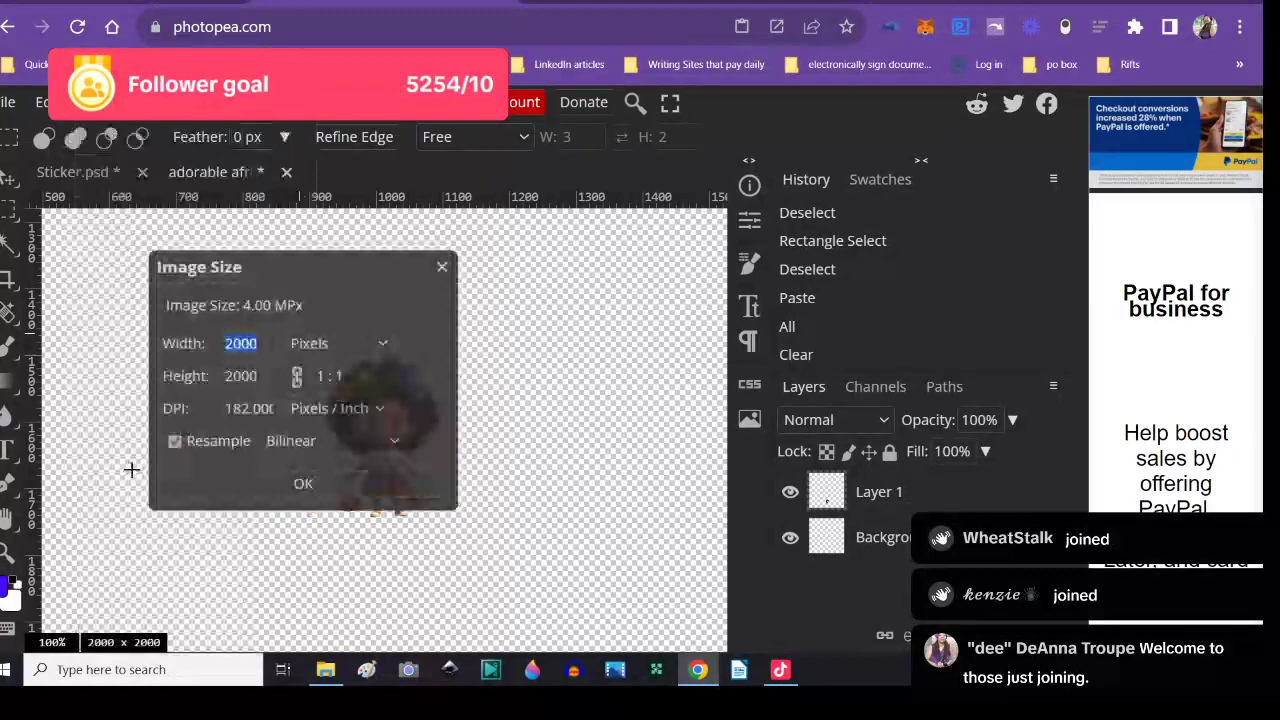 photopea.com
Quick
LinkedIn articles
Writing Sites that pay daily
electronically sign docume...
Log in
po box
Rifts
»
Follower goal
5254/10
ile
Ed
ount
Donate
Feather: 0 px
Refine Edge
Free
W: 3
H: 2
Sticker.psd *
adorable afr *
500 600 700 800 900 1000 1100 1200 1300 1400
< >
> <
History
Swatches
Deselect
Rectangle Select
Deselect
Paste
All
Clear
CSS
Layers
Channels
Paths
Normal
Opacity: 100%
Lock:
Fill: 100%
Layer 1
Backgro
Image Size
Image Size: 4.00 MPx
Width: 2000 Pixels
Height: 2000 1 : 1
DPI: 182.000 Pixels / Inch
Resample Bilinear
OK
Checkout conversions
increased 28% when
PayPal is offered.*
PayPal
PayPal for
business
Help boost
sales by
offering
PayPal
WheatStalk joined
kenzie joined
"dee" DeAnna Troupe Welcome to
those just joining.
100%
2000 x 2000
Type here to search